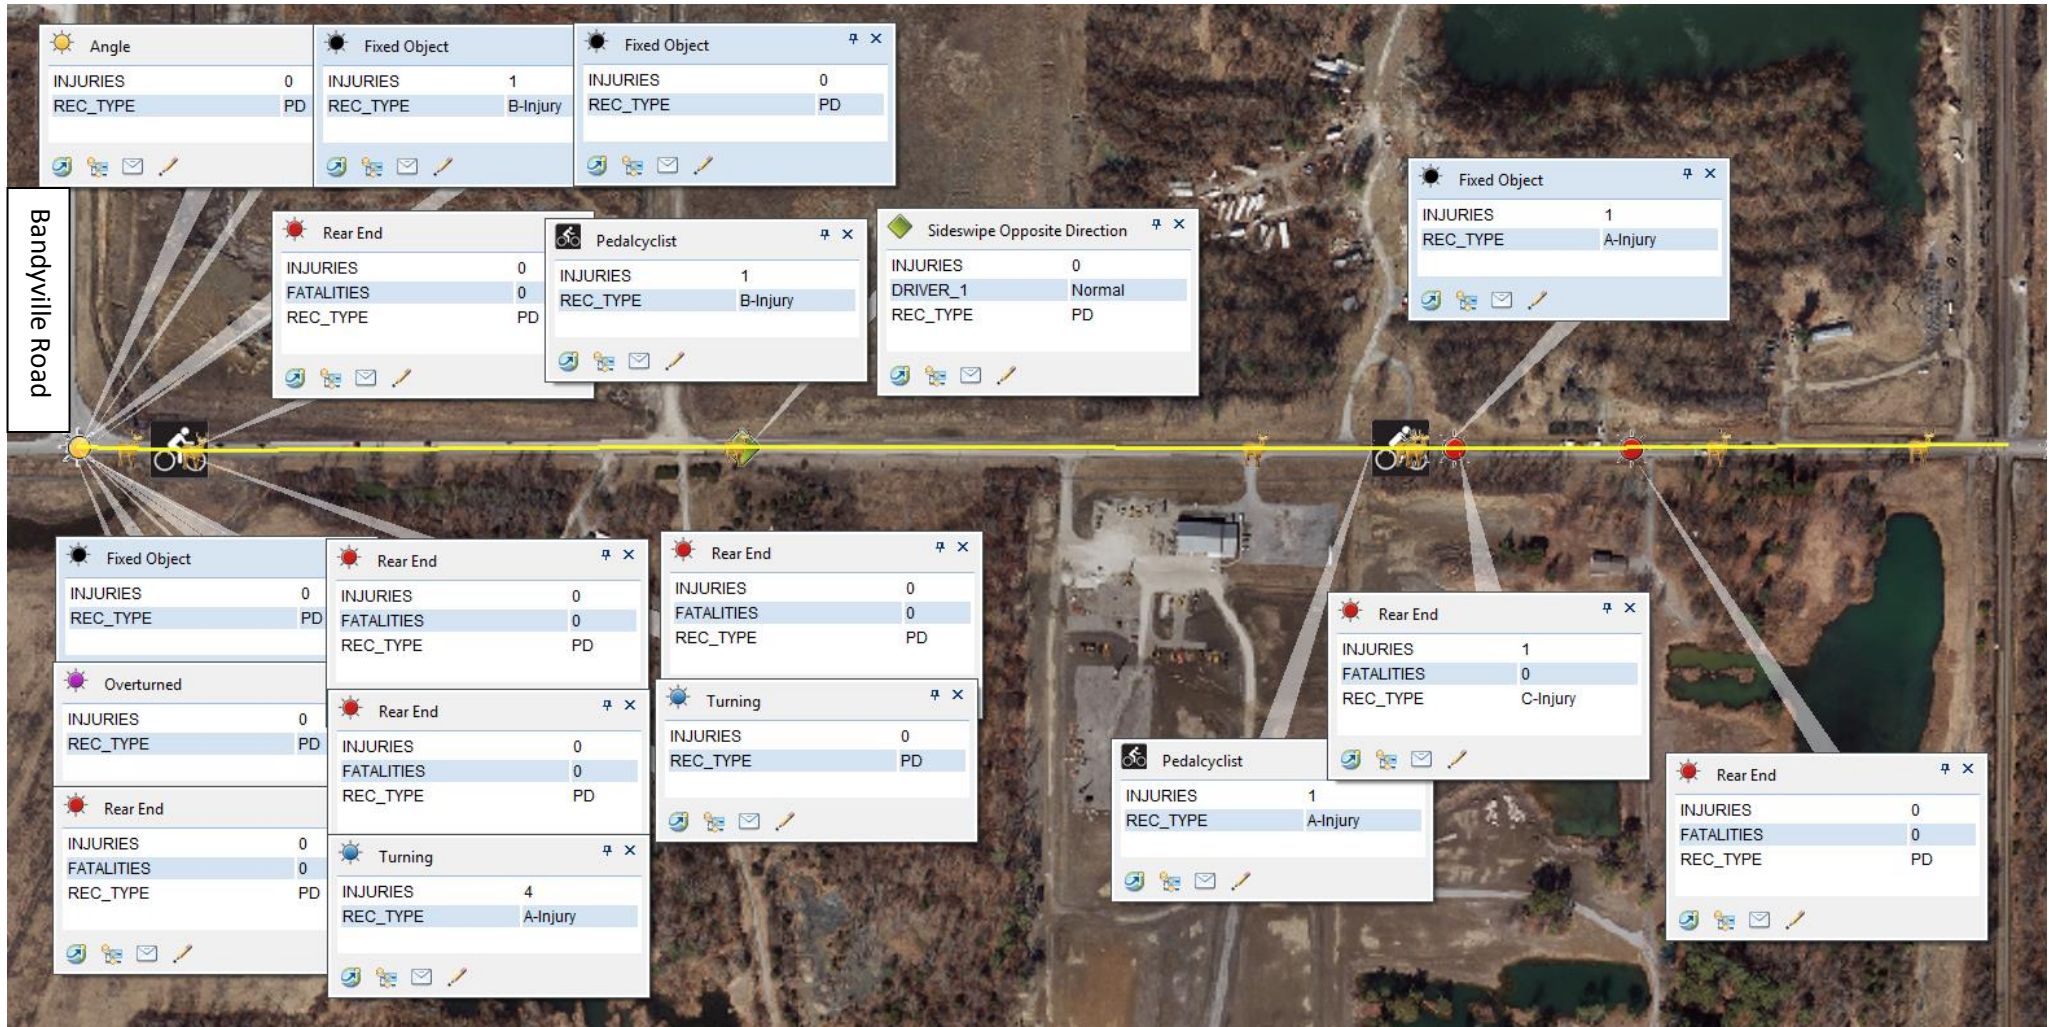 Angle
INJURIES 0
REC_TYPE PD
Fixed Object
INJURIES 1
REC_TYPE B-Injury
Fixed Object
INJURIES 0
REC_TYPE PD
Fixed Object
INJURIES 1
REC_TYPE A-Injury
Bandyville Road
Rear End
INJURIES 0
FATALITIES 0
REC_TYPE PD
Pedalcyclist
INJURIES 1
REC_TYPE B-Injury
Sideswipe Opposite Direction
INJURIES 0
DRIVER_1 Normal
REC_TYPE PD
Fixed Object
INJURIES 0
REC_TYPE PD
Overturned
INJURIES 0
REC_TYPE PD
Rear End
INJURIES 0
FATALITIES 0
REC_TYPE PD
Rear End
INJURIES 0
FATALITIES 0
REC_TYPE PD
Rear End
INJURIES 0
FATALITIES 0
REC_TYPE PD
Turning
INJURIES 4
REC_TYPE A-Injury
Rear End
INJURIES 0
FATALITIES 0
REC_TYPE PD
Turning
INJURIES 0
REC_TYPE PD
Pedalcyclist
INJURIES 1
REC_TYPE A-Injury
Rear End
INJURIES 1
FATALITIES 0
REC_TYPE C-Injury
Rear End
INJURIES 0
FATALITIES 0
REC_TYPE PD